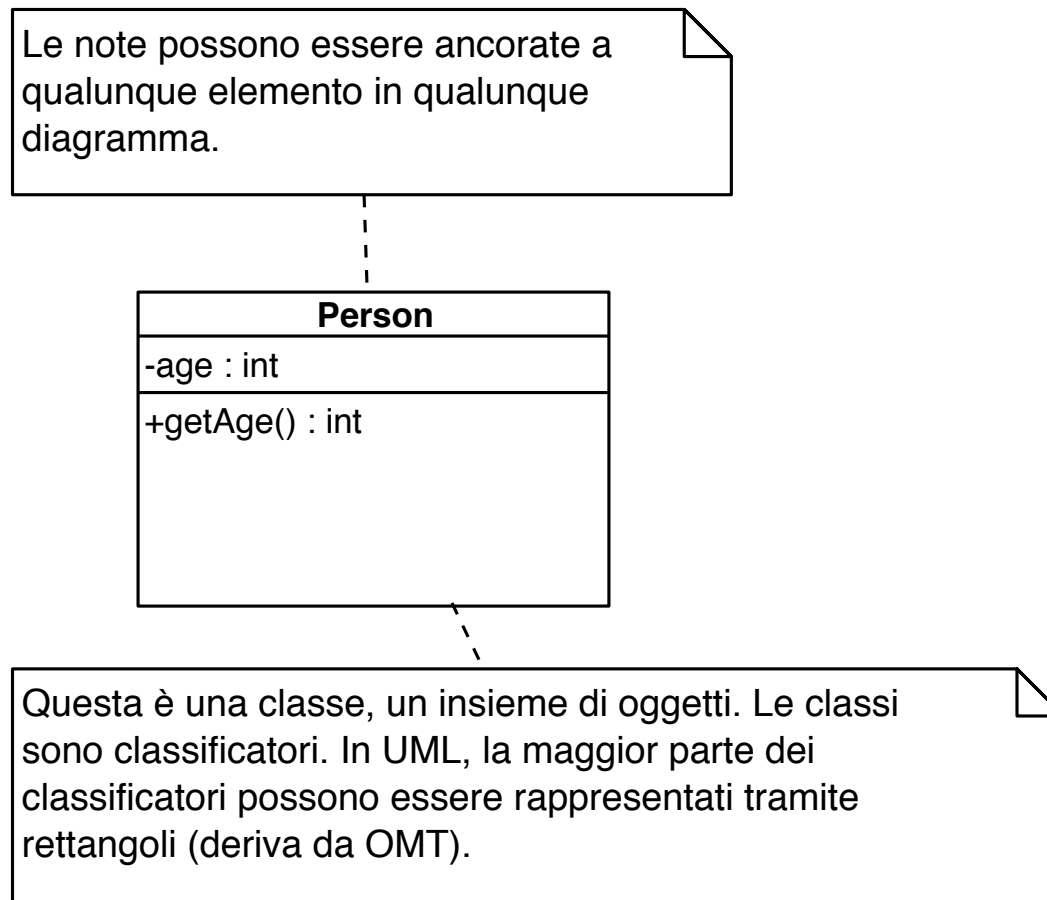 Le note possono essere ancorate a
qualunque elemento in qualunque
diagramma.
Person
-age : int
+getAge() : int
Questa è una classe, un insieme di oggetti. Le classi
sono classificatori. In UML, la maggior parte dei
classificatori possono essere rappresentati tramite
rettangoli (deriva da OMT).